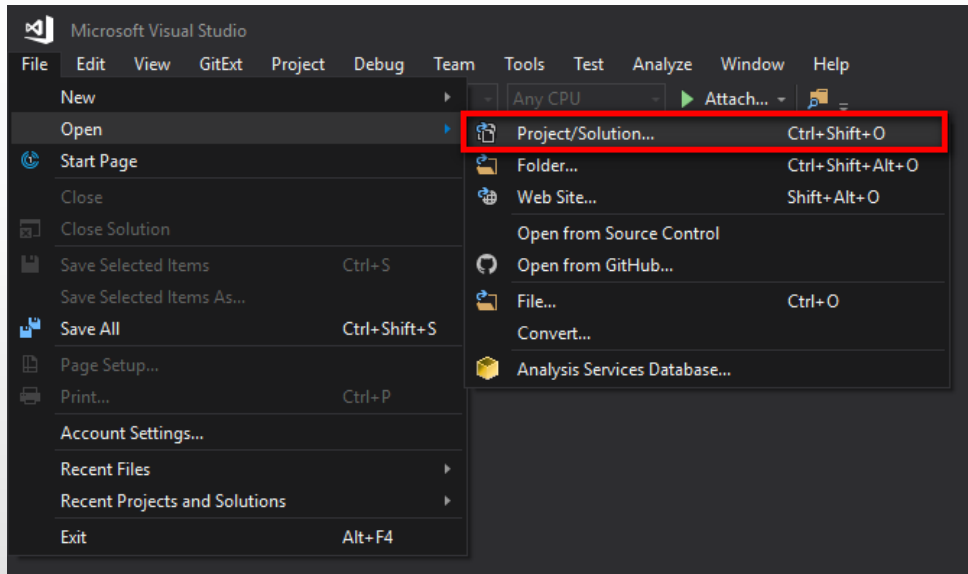 Microsoft Visual Studio
File Edit View GitExt Project Debug Team Tools Test Analyze Window Help
New
Any CPU Attach...
Open
Project/Solution... Ctrl+Shift+O
Start Page
Folder... Ctrl+Shift+Alt+O
Close
Web Site... Shift+Alt+O
Close Solution
Open from Source Control
Save Selected Items Ctrl+S
Open from GitHub...
Save Selected Items As...
File... Ctrl+O
Save All Ctrl+Shift+S
Convert...
Page Setup...
Analysis Services Database...
Print... Ctrl+P
Account Settings...
Recent Files
Recent Projects and Solutions
Exit Alt+F4